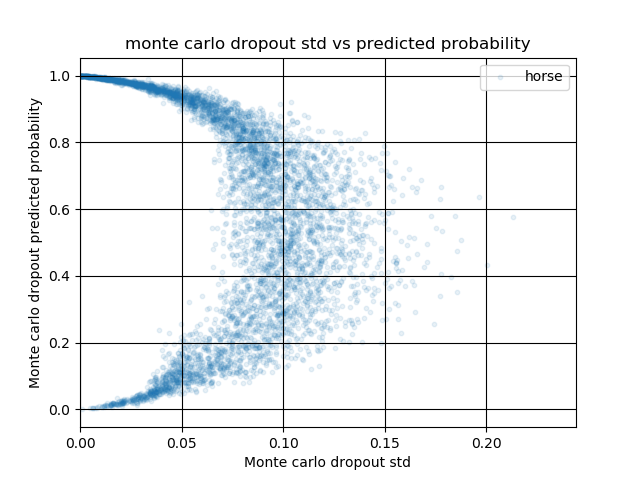 monte carlo dropout std vs predicted probability
horse
Monte carlo dropout predicted probability
1.0
0.8
0.6
0.4
0.2
0.0
0.00 0.05 0.10 0.15 0.20
Monte carlo dropout std